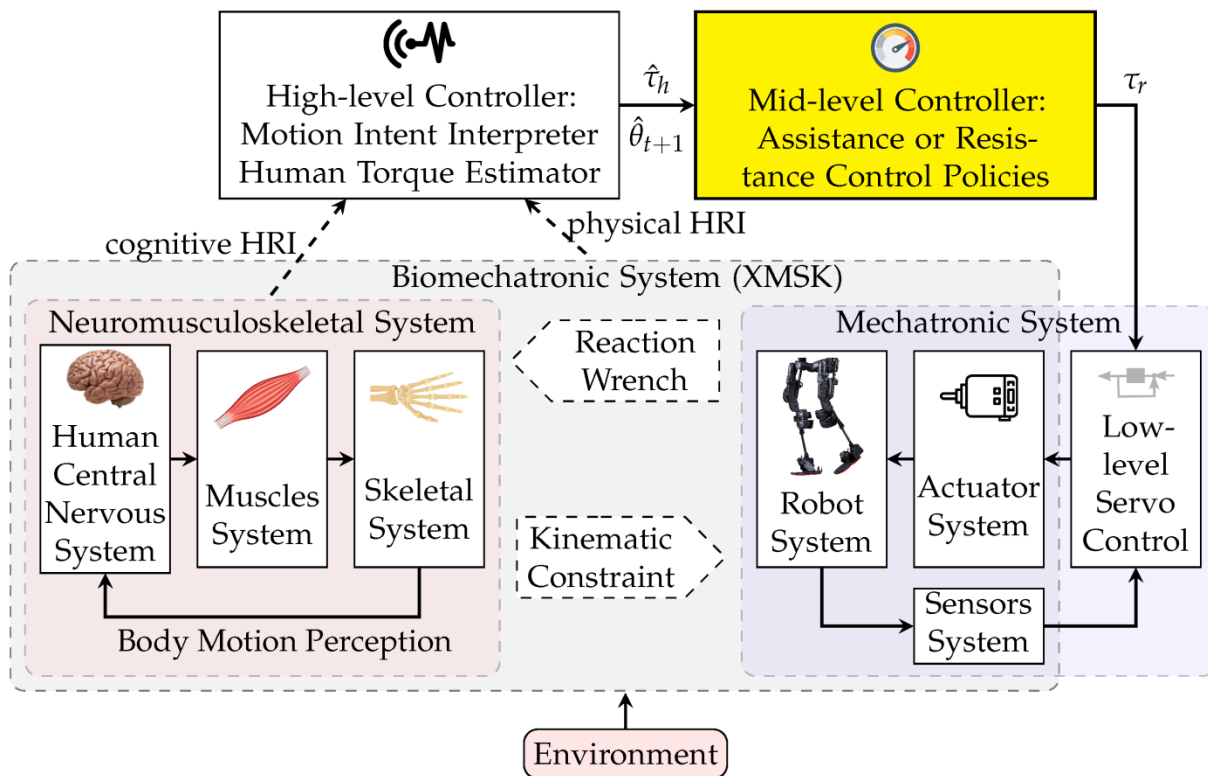 High-level Controller:
Motion Intent Interpreter
Human Torque Estimator
τ̂_h
θ̂_{t+1}
Mid-level Controller:
Assistance or Resis-
tance Control Policies
τ_r
cognitive HRI
physical HRI
Biomechatronic System (XMSK)
Neuromusculoskeletal System
Human
Central
Nervous
System
Muscles
System
Skeletal
System
Body Motion Perception
Reaction
Wrench
Kinematic
Constraint
Mechatronic System
Robot
System
Actuator
System
Low-
level
Servo
Control
Sensors
System
Environment